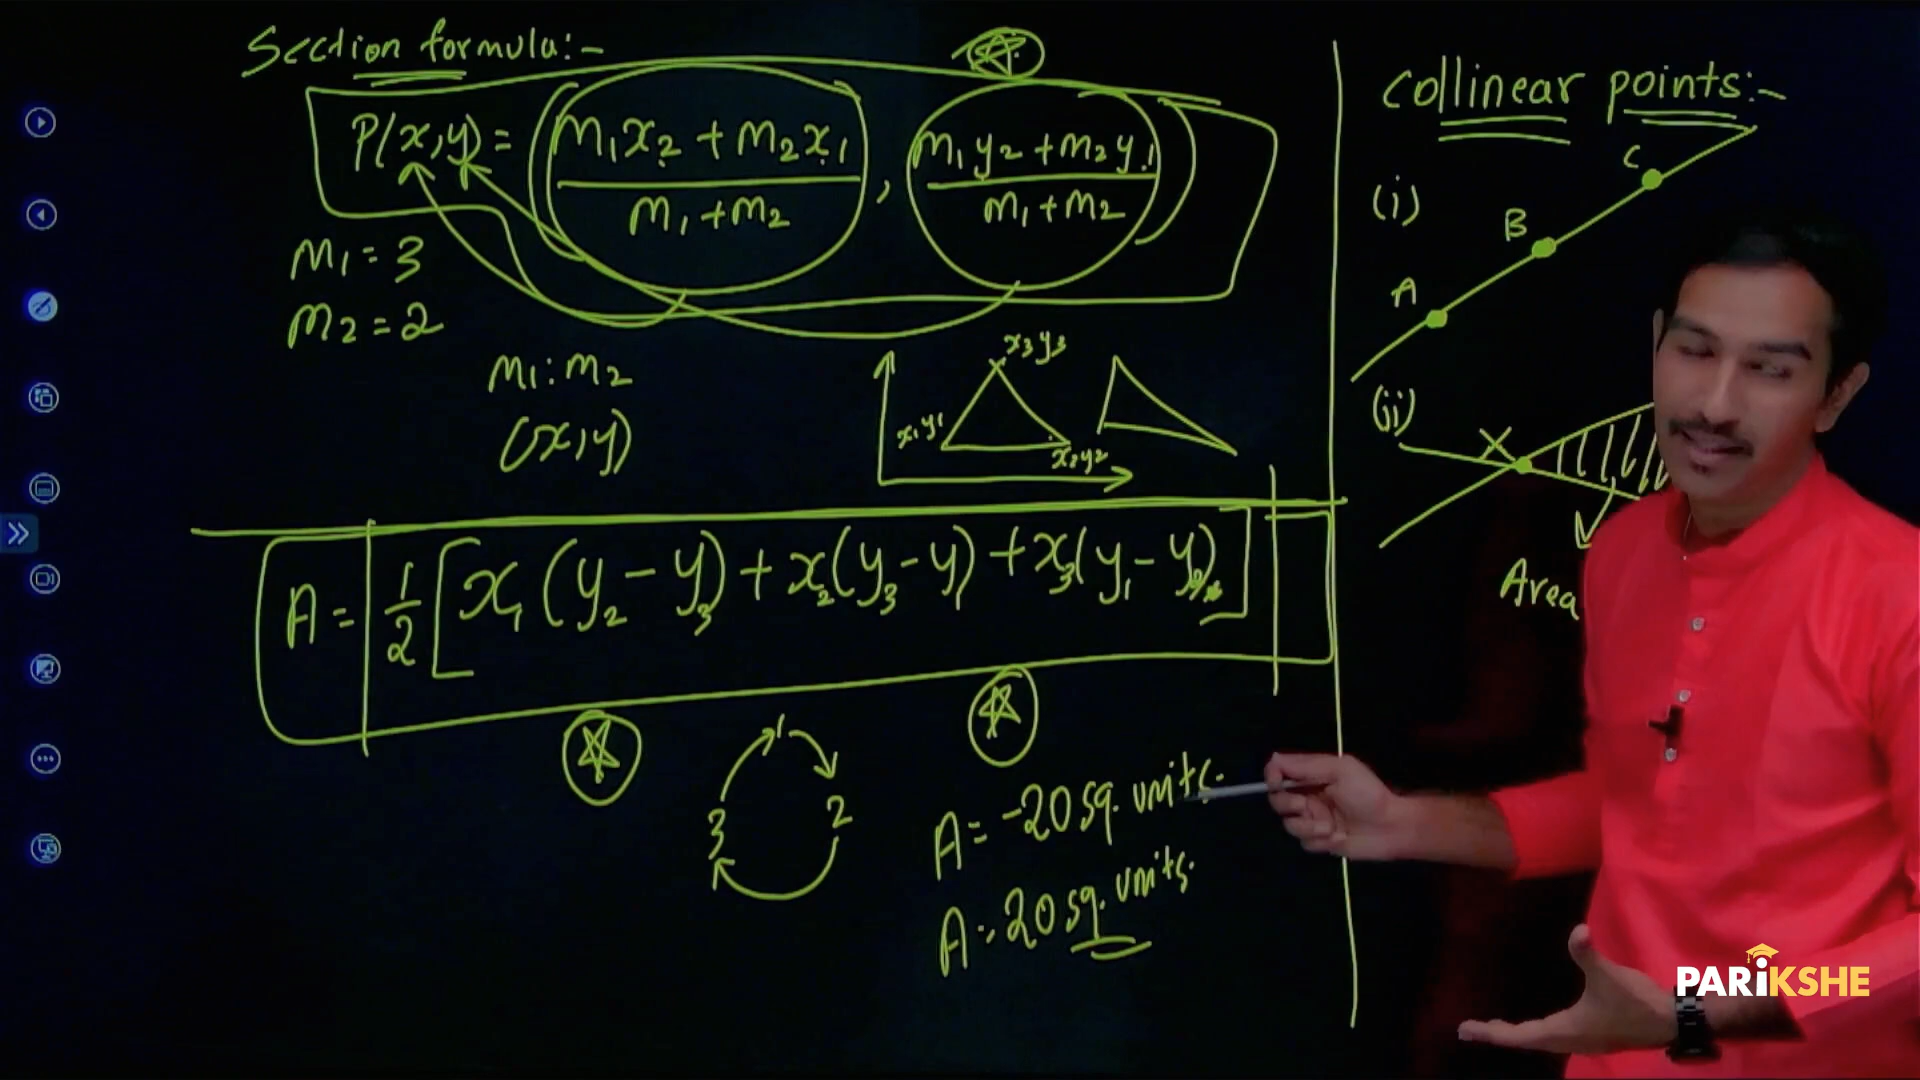 Section formula:-
P(x,y) = (m₁x₂ + m₂x₁ / m₁ + m₂ , m₁y₂ + m₂y₁ / m₁ + m₂)
m₁ = 3
m₂ = 2
m₁ : m₂
(x,y)
x₃y₃
x₁y₁
x₂y₂
A = | 1/2 [x₁(y₂ - y₃) + x₂(y₃ - y₁) + x₃(y₁ - y₂)] |
1
2
3
A = -20 sq. units.
A = 20 sq. units.
Collinear points:-
(i)
A
B
C
(ii)
X
Area
PARiKSHE